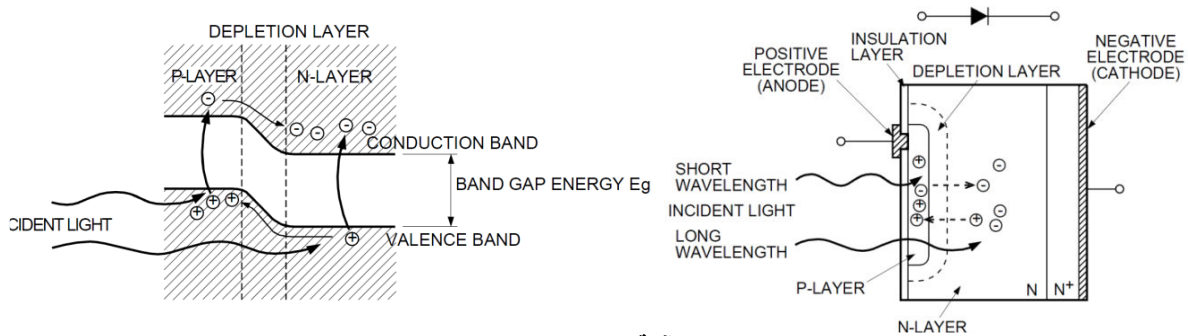 DEPLETION LAYER
P-LAYER
N-LAYER
CONDUCTION BAND
BAND GAP ENERGY Eg
CIDENT LIGHT
VALENCE BAND
INSULATION
LAYER
POSITIVE
ELECTRODE
(ANODE)
DEPLETION LAYER
NEGATIVE
ELECTRODE
(CATHODE)
SHORT
WAVELENGTH
INCIDENT LIGHT
LONG
WAVELENGTH
P-LAYER
N N+
N-LAYER